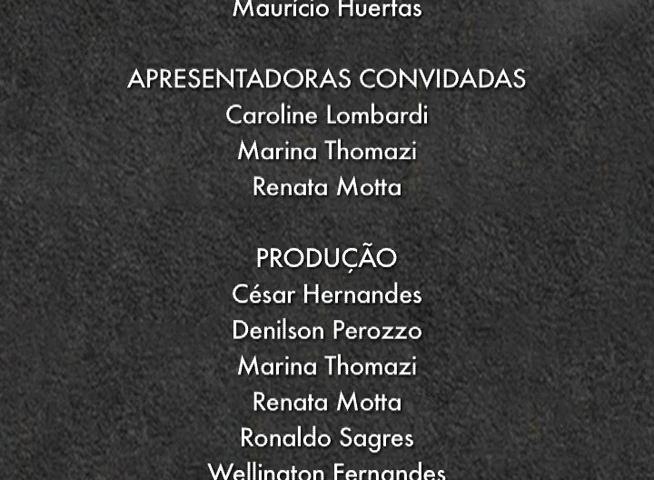 Maurício Huertas
APRESENTADORAS CONVIDADAS
Caroline Lombardi
Marina Thomazi
Renata Motta
PRODUÇÃO
César Hernandes
Denilson Perozzo
Marina Thomazi
Renata Motta
Ronaldo Sagres
Wellington Fernandes